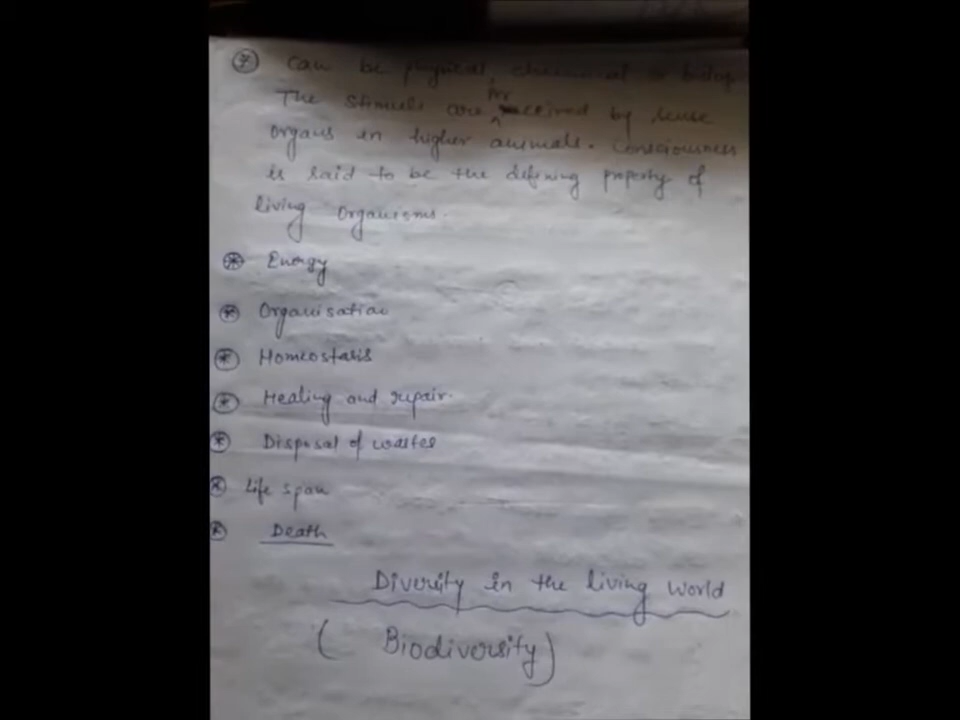 ⑦ Can be physical, chemical or biolog
The stimuli are per ceived by sense
organs in higher animals. Consciousness
is said to be the defining property of
living organisms.
⊛ Energy
⊛ Organisation
⊛ Homeostasis
⊛ Healing and repair.
⊛ Disposal of wastes
⊛ life span
⊛ Death
Diversity in the living world
( Biodiversity )